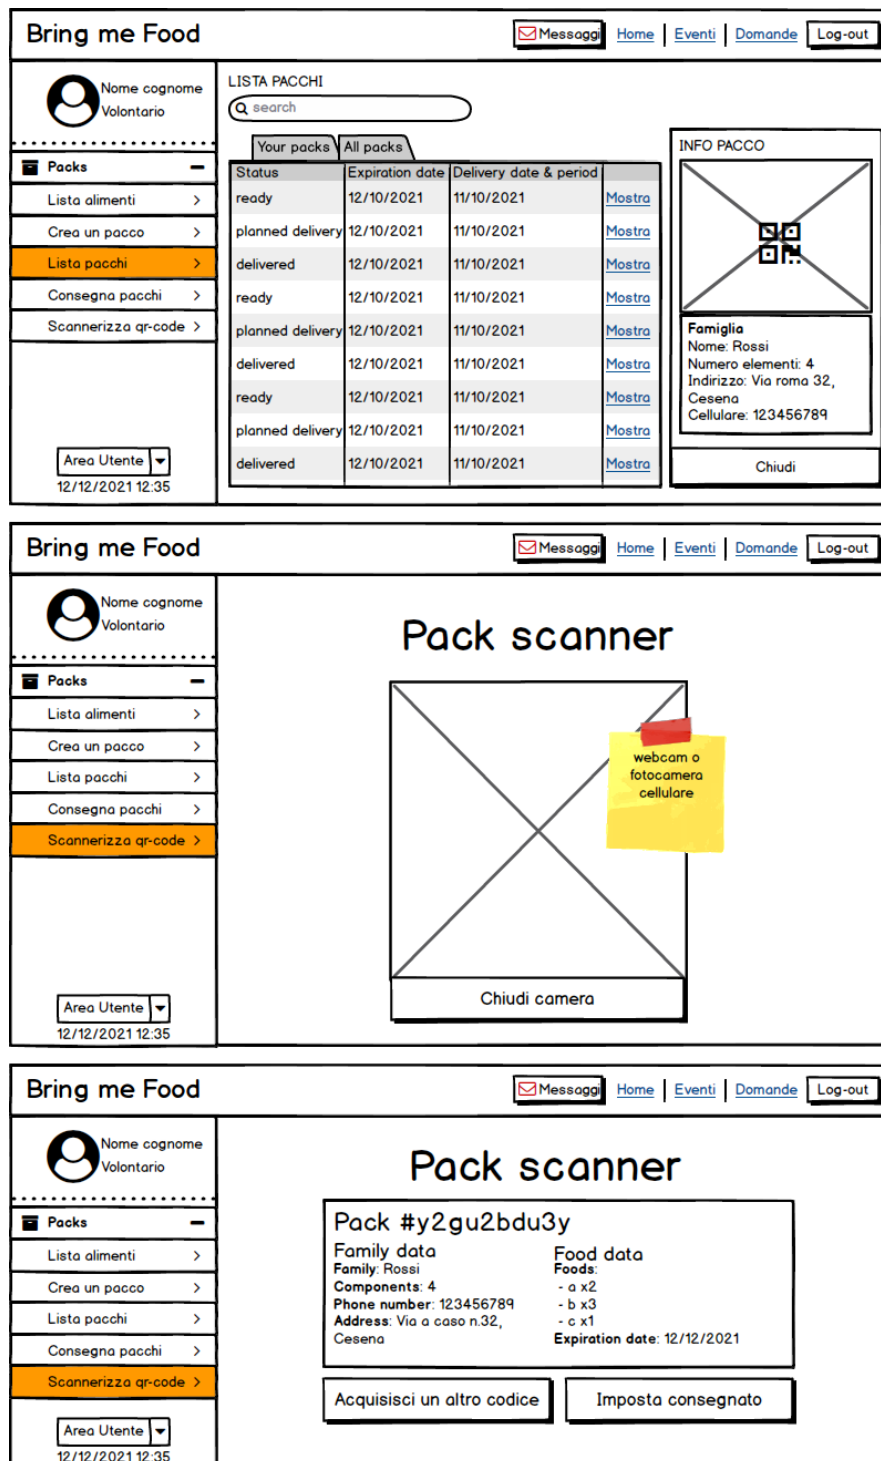 Bring me Food
Messaggi Home Eventi Domande Log-out
Nome cognome
Volontario
Packs
Lista alimenti
Crea un pacco
Lista pacchi
Consegna pacchi
Scannerizza qr-code
Area Utente
12/12/2021 12:35
LISTA PACCHI
search
Your packs All packs
Status Expiration date Delivery date & period
ready 12/10/2021 11/10/2021 Mostra
planned delivery 12/10/2021 11/10/2021 Mostra
delivered 12/10/2021 11/10/2021 Mostra
ready 12/10/2021 11/10/2021 Mostra
planned delivery 12/10/2021 11/10/2021 Mostra
delivered 12/10/2021 11/10/2021 Mostra
ready 12/10/2021 11/10/2021 Mostra
planned delivery 12/10/2021 11/10/2021 Mostra
delivered 12/10/2021 11/10/2021 Mostra
INFO PACCO
Famiglia
Nome: Rossi
Numero elementi: 4
Indirizzo: Via roma 32,
Cesena
Cellulare: 123456789
Chiudi
Bring me Food
Messaggi Home Eventi Domande Log-out
Nome cognome
Volontario
Packs
Lista alimenti
Crea un pacco
Lista pacchi
Consegna pacchi
Scannerizza qr-code
Area Utente
12/12/2021 12:35
Pack scanner
webcam o
fotocamera
cellulare
Chiudi camera
Bring me Food
Messaggi Home Eventi Domande Log-out
Nome cognome
Volontario
Packs
Lista alimenti
Crea un pacco
Lista pacchi
Consegna pacchi
Scannerizza qr-code
Area Utente
12/12/2021 12:35
Pack scanner
Pack #y2gu2bdu3y
Family data
Family: Rossi
Components: 4
Phone number: 123456789
Address: Via a caso n.32,
Cesena
Food data
Foods:
- a x2
- b x3
- c x1
Expiration date: 12/12/2021
Acquisisci un altro codice
Imposta consegnato